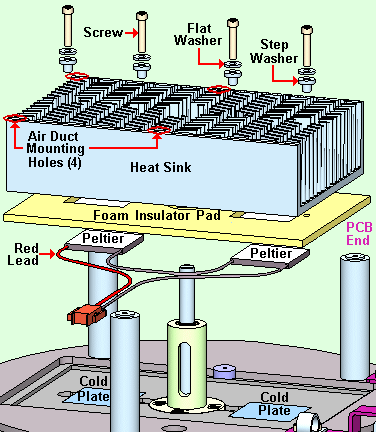 Screw
Flat
Washer
Step
Washer
Air Duct
Mounting
Holes (4)
Heat Sink
Foam Insulator Pad
Red
Lead
Peltier
Peltier
PCB
End
Cold
Plate
Cold
Plate